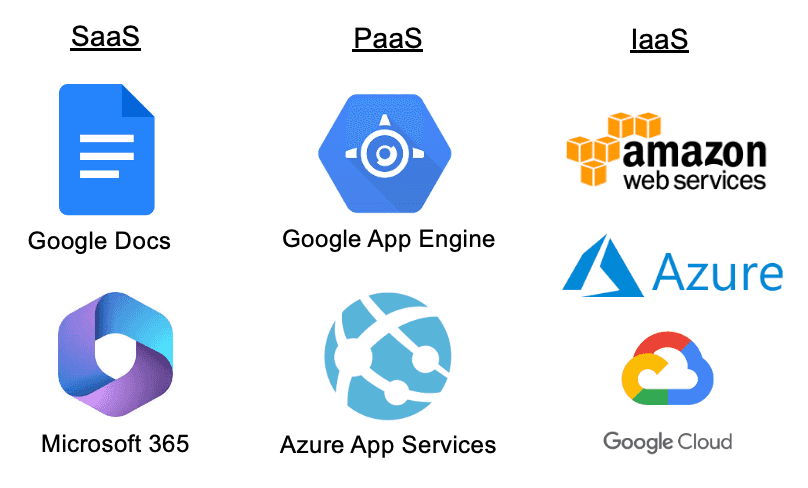 SaaS
PaaS
IaaS
Google Docs
Google App Engine
amazon
web services
Azure
Microsoft 365
Azure App Services
Google Cloud